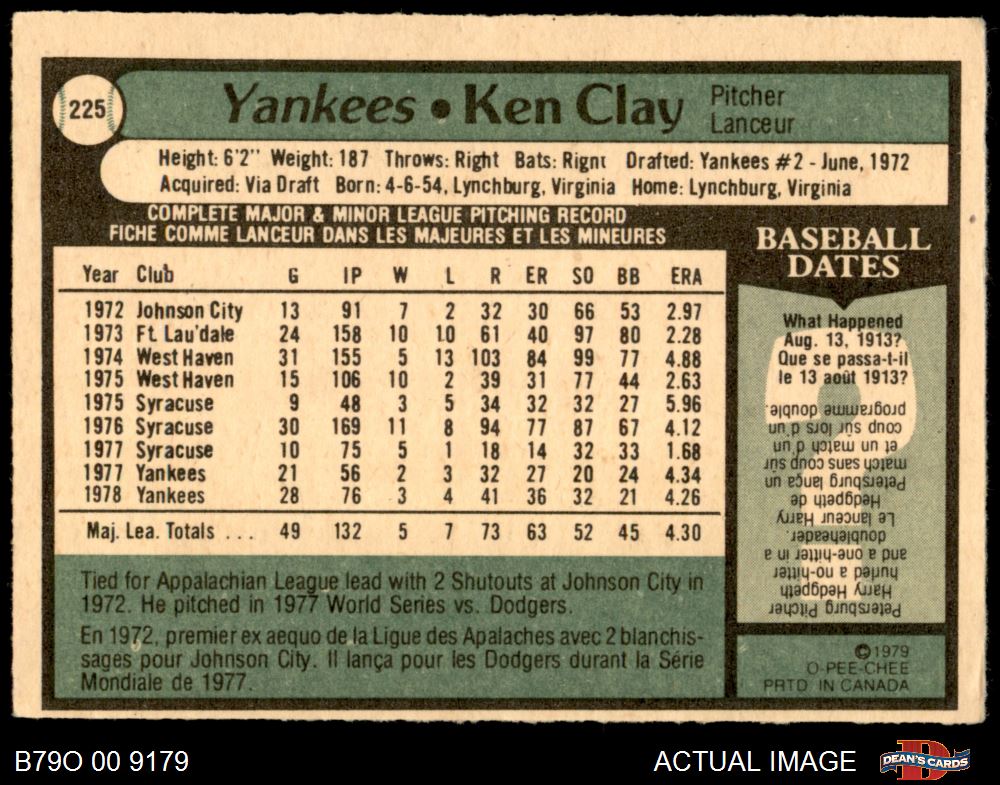 225
Yankees • Ken Clay
Pitcher
Lanceur
Height: 6'2" Weight: 187 Throws: Right Bats: Right Drafted: Yankees #2 - June, 1972
Acquired: Via Draft Born: 4-6-54, Lynchburg, Virginia Home: Lynchburg, Virginia
COMPLETE MAJOR & MINOR LEAGUE PITCHING RECORD
FICHE COMME LANCEUR DANS LES MAJEURES ET LES MINEURES
Year Club G IP W L R ER SO BB ERA
1972 Johnson City 13 91 7 2 32 30 66 53 2.97
1973 Ft. Lau'dale 24 158 10 10 61 40 97 80 2.28
1974 West Haven 31 155 5 13 103 84 99 77 4.88
1975 West Haven 15 106 10 2 39 31 77 44 2.63
1975 Syracuse 9 48 3 5 34 32 32 27 5.96
1976 Syracuse 30 169 11 8 94 77 87 67 4.12
1977 Syracuse 10 75 5 1 18 14 32 33 1.68
1977 Yankees 21 56 2 3 32 27 20 24 4.34
1978 Yankees 28 76 3 4 41 36 32 21 4.26
Maj. Lea. Totals . . . 49 132 5 7 73 63 52 45 4.30
Tied for Appalachian League lead with 2 Shutouts at Johnson City in
1972. He pitched in 1977 World Series vs. Dodgers.
En 1972, premier ex aequo de la Ligue des Apalaches avec 2 blanchis-
sages pour Johnson City. Il lança pour les Dodgers durant la Série
Mondiale de 1977.
BASEBALL
DATES
What Happened
Aug. 13, 1913?
Que se passa-t-il
le 13 août 1913?
Petersburg Pitcher
Harry Hedgpeth
hurled a no-hitter
and a one-hitter in a
doubleheader.
Le lanceur Harry
Hedgpeth de
Petersburg lança un
match sans coup sûr
et un match d'un
coup sûr lors d'un
programme double.
©1979
O-PEE-CHEE
PRTD IN CANADA
B79O 00 9179
ACTUAL IMAGE
D
DEAN'S CARDS